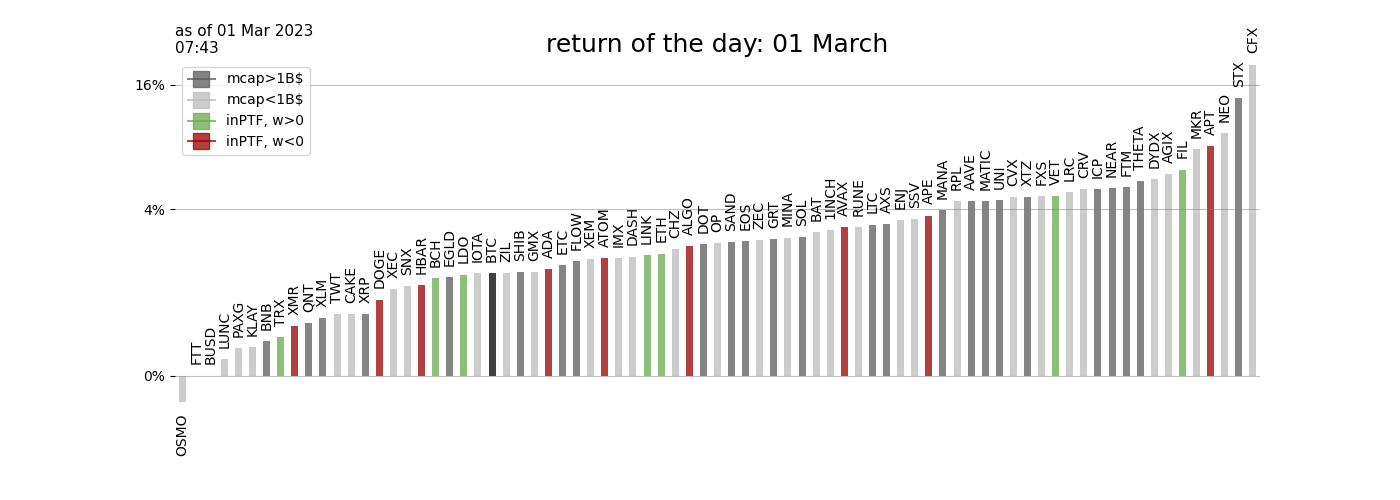 as of 01 Mar 2023
07:43
return of the day: 01 March
mcap>1B$
mcap<1B$
inPTF, w>0
inPTF, w<0
16%
4%
0%
OSMO
FTT
BUSD
LUNC
PAXG
KLAY
BNB
TRX
XMR
QNT
XLM
TWT
CAKE
XRP
DOGE
XEC
SNX
HBAR
BCH
EGLD
LDO
IOTA
BTC
ZIL
SHIB
GMX
ADA
ETC
FLOW
XEM
ATOM
IMX
DASH
LINK
ETH
CHZ
ALGO
DOT
OP
SAND
EOS
ZEC
GRT
MINA
SOL
BAT
1INCH
AVAX
RUNE
LTC
AXS
ENJ
SSV
APE
MANA
RPL
AAVE
MATIC
UNI
CVX
XTZ
FXS
VET
LRC
CRV
ICP
NEAR
FTM
THETA
DYDX
AGIX
FIL
MKR
APT
NEO
STX
CFX